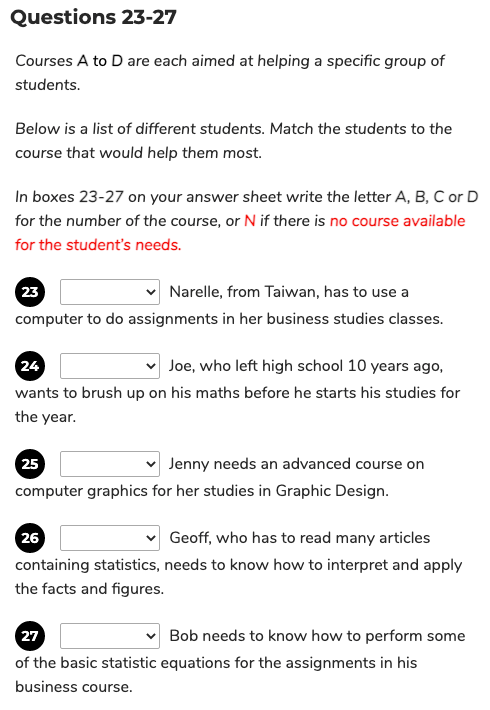 Questions 23-27
Courses A to D are each aimed at helping a specific group of
students.
Below is a list of different students. Match the students to the
course that would help them most.
In boxes 23-27 on your answer sheet write the letter A, B, C or D
for the number of the course, or N if there is no course available
for the student's needs.
23 Narelle, from Taiwan, has to use a
computer to do assignments in her business studies classes.
24 Joe, who left high school 10 years ago,
wants to brush up on his maths before he starts his studies for
the year.
25 Jenny needs an advanced course on
computer graphics for her studies in Graphic Design.
26 Geoff, who has to read many articles
containing statistics, needs to know how to interpret and apply
the facts and figures.
27 Bob needs to know how to perform some
of the basic statistic equations for the assignments in his
business course.